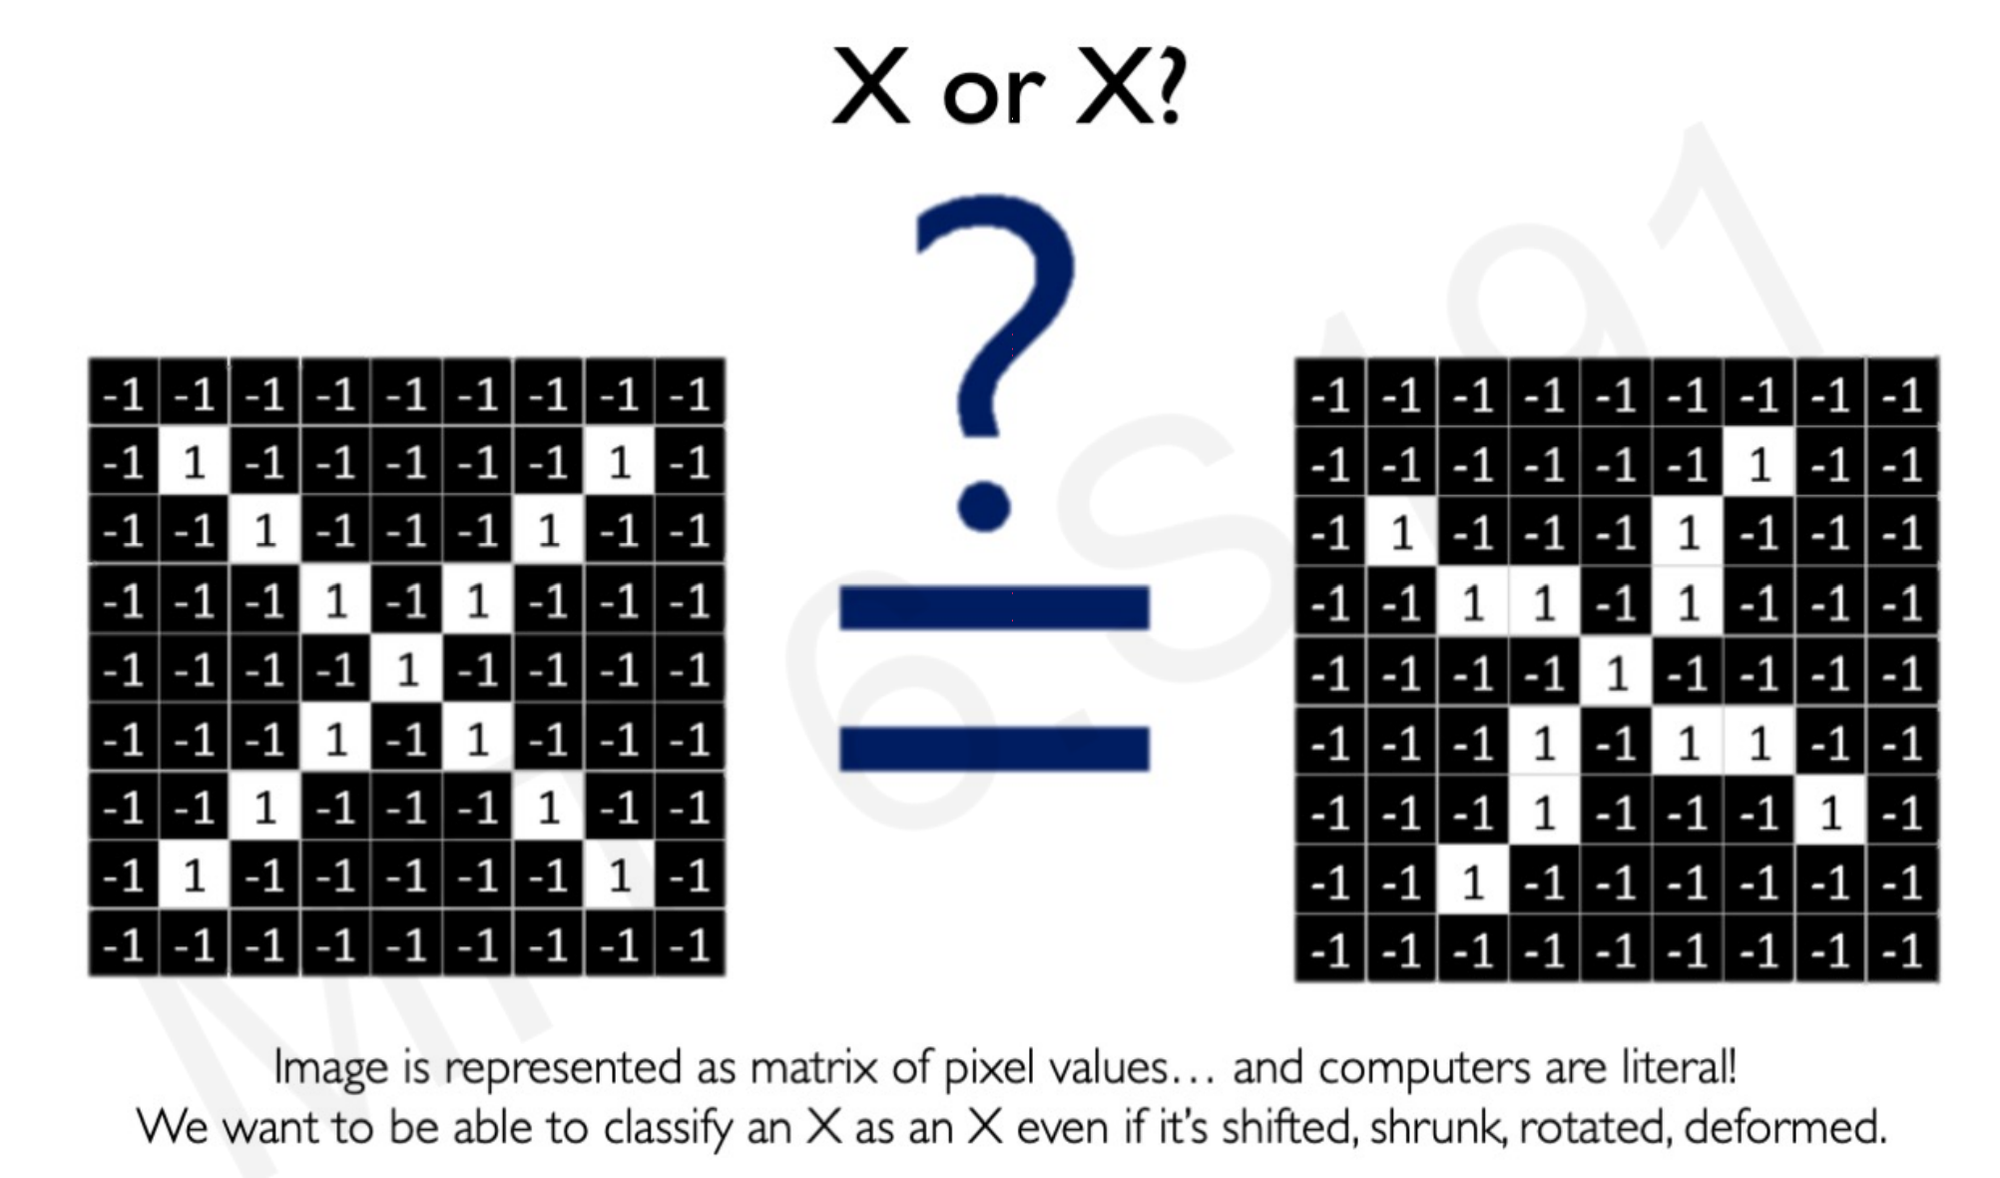 X or X?
?
=
-1 -1 -1 -1 -1 -1 -1 -1 -1
-1 1 -1 -1 -1 -1 -1 1 -1
-1 -1 1 -1 -1 -1 1 -1 -1
-1 -1 -1 1 -1 1 -1 -1 -1
-1 -1 -1 -1 1 -1 -1 -1 -1
-1 -1 -1 1 -1 1 -1 -1 -1
-1 -1 1 -1 -1 -1 1 -1 -1
-1 1 -1 -1 -1 -1 -1 1 -1
-1 -1 -1 -1 -1 -1 -1 -1 -1
-1 -1 -1 -1 -1 -1 -1 -1 -1
-1 -1 -1 -1 -1 -1 1 -1 -1
-1 1 -1 -1 -1 1 -1 -1 -1
-1 -1 1 1 -1 1 -1 -1 -1
-1 -1 -1 -1 1 -1 -1 -1 -1
-1 -1 -1 1 -1 1 1 -1 -1
-1 -1 -1 1 -1 -1 -1 1 -1
-1 -1 1 -1 -1 -1 -1 -1 -1
-1 -1 -1 -1 -1 -1 -1 -1 -1
Image is represented as matrix of pixel values... and computers are literal!
We want to be able to classify an X as an X even if it's shifted, shrunk, rotated, deformed.
MIT 6.S191